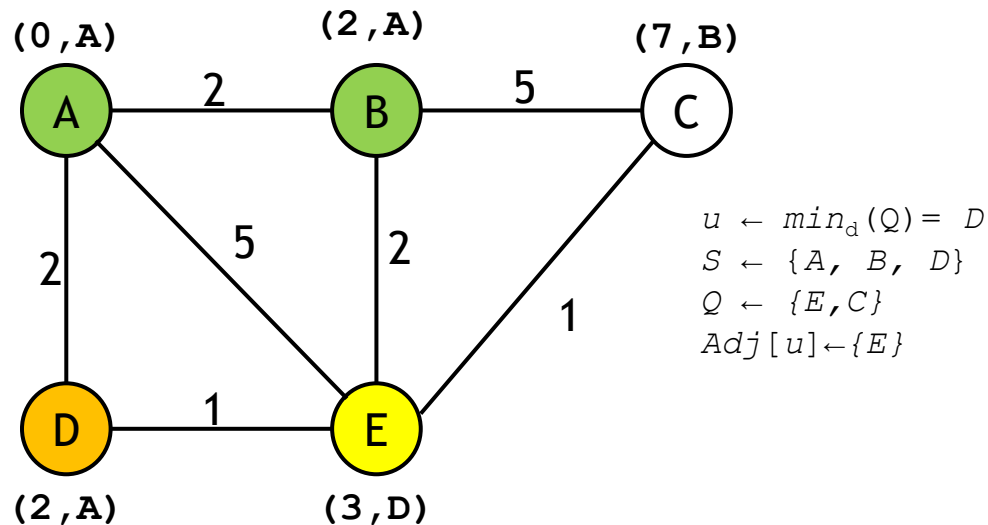 (0,A)
(2,A)
(7,B)
A
2
B
5
C
2
5
2
1
u ← min_d(Q)= D
S ← {A, B, D}
Q ← {E,C}
Adj[u]←{E}
D
1
E
(2,A)
(3,D)